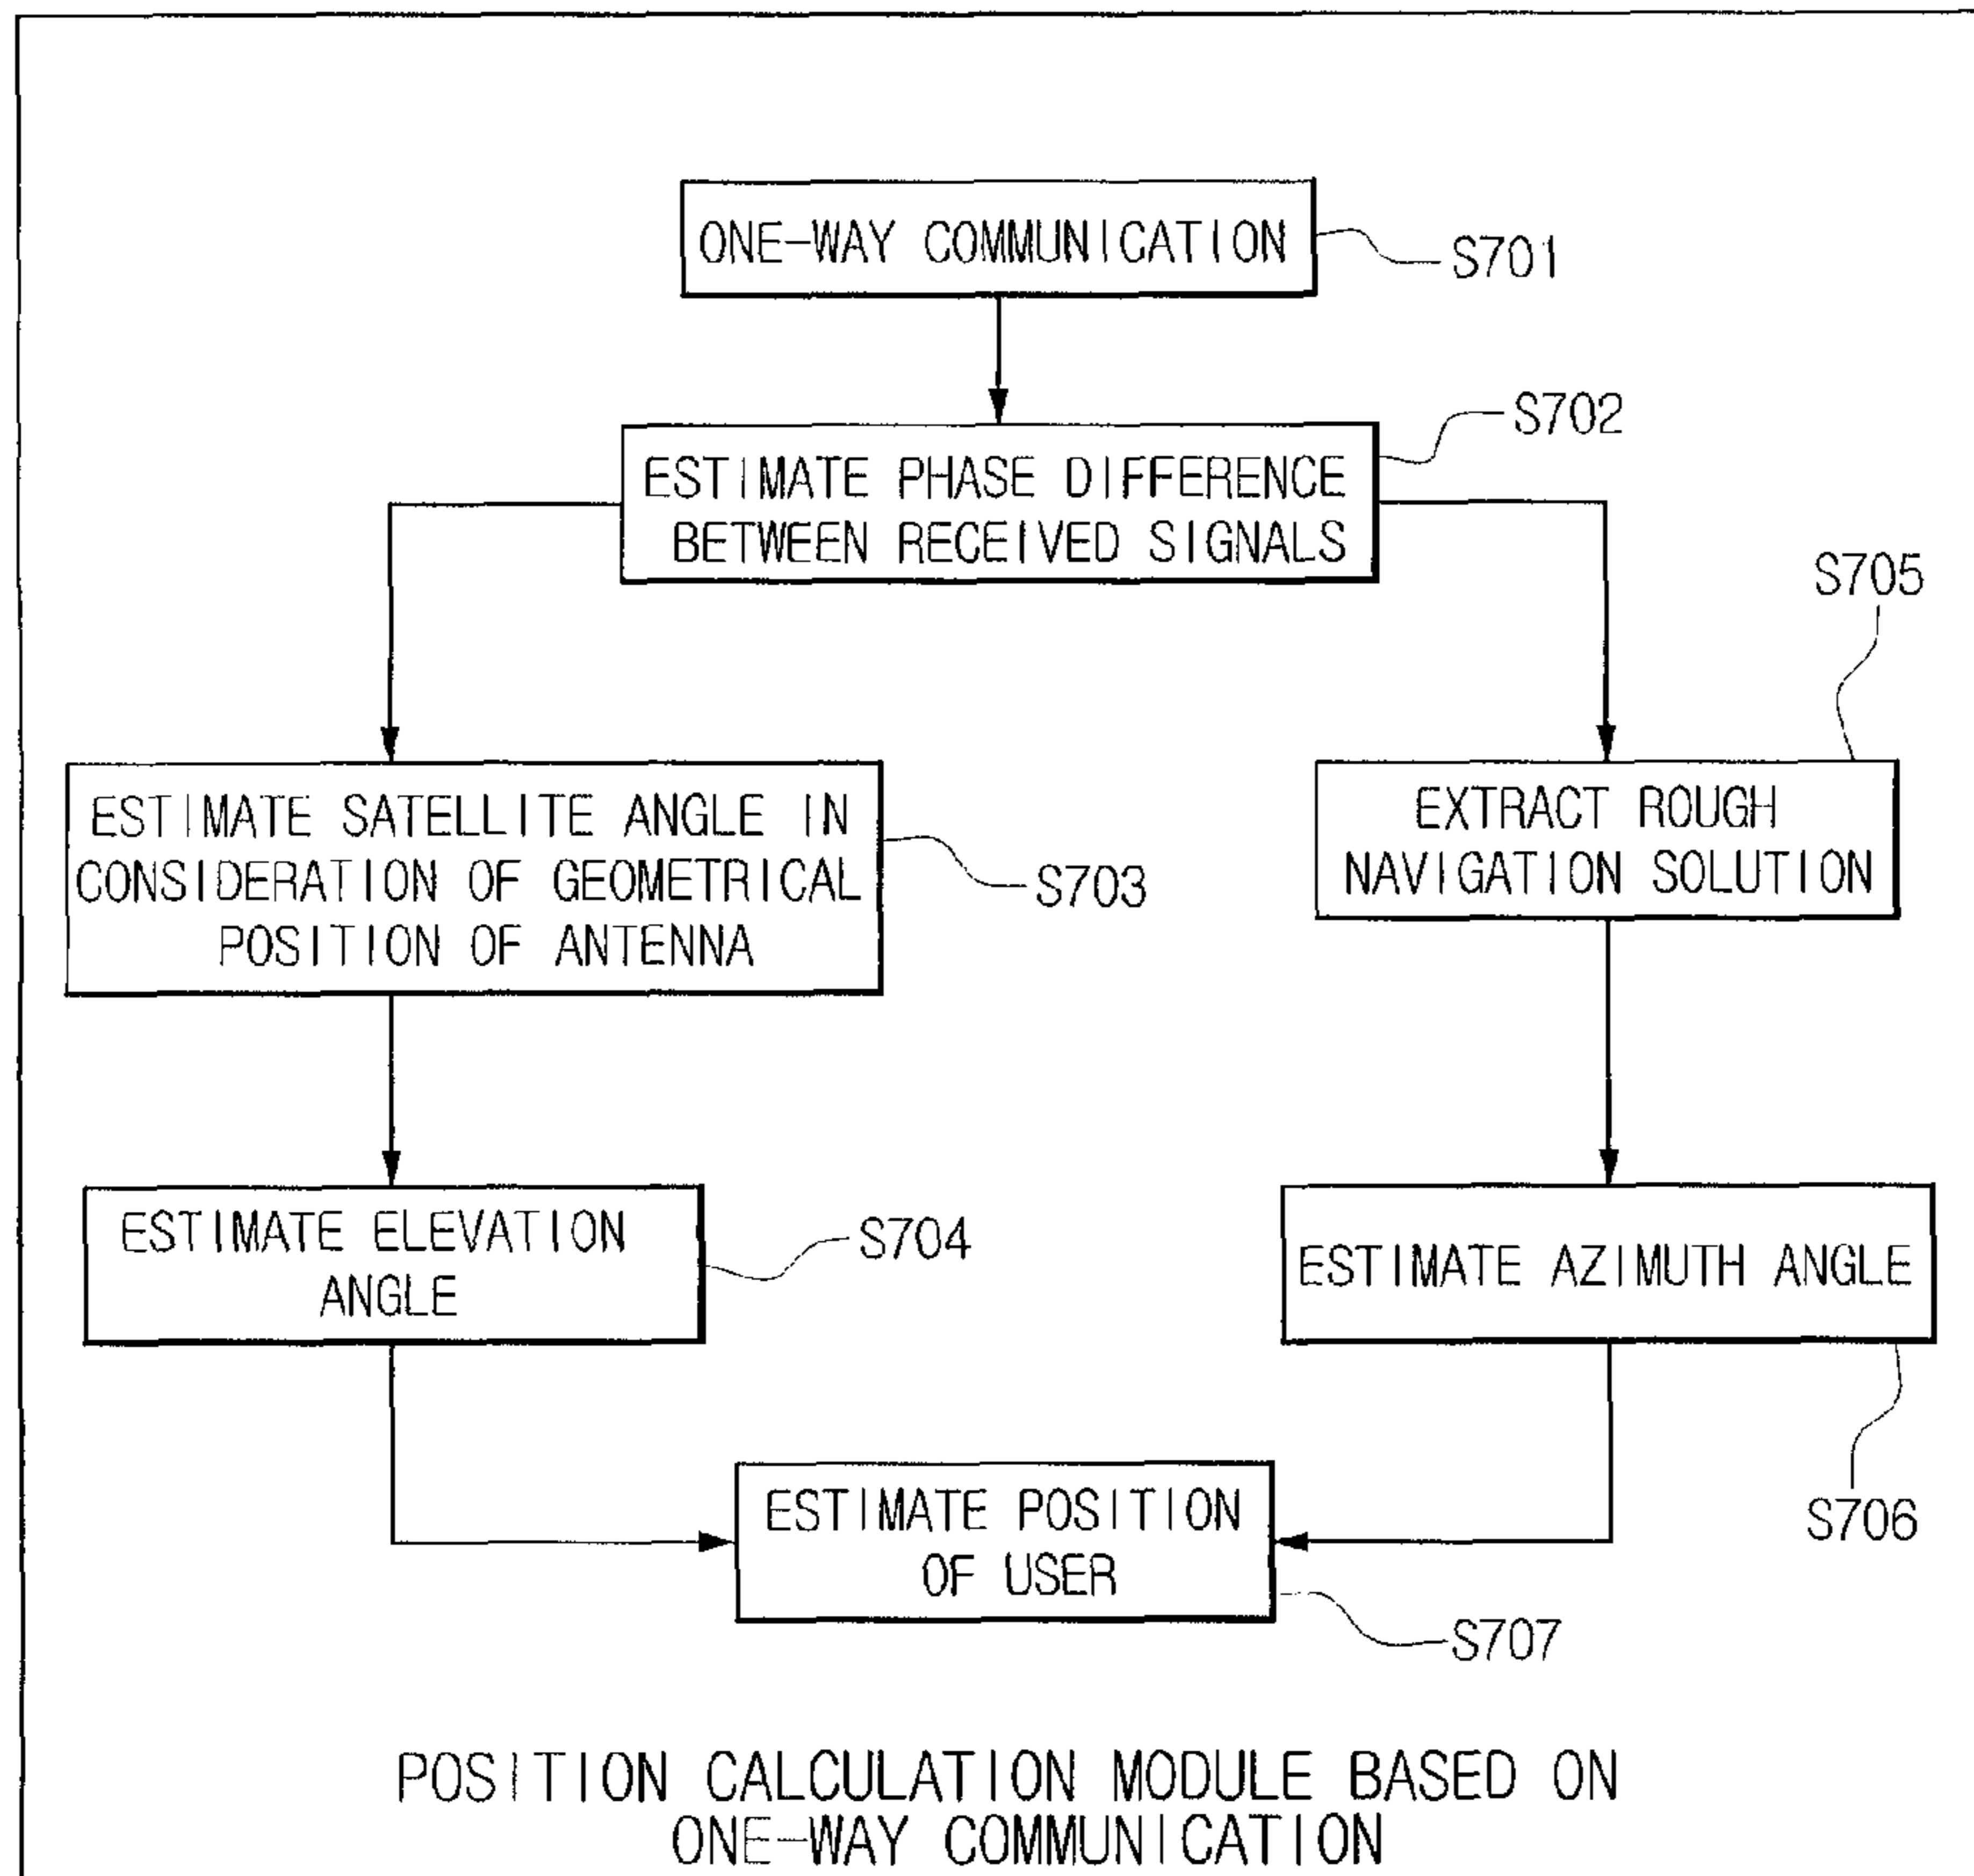 ONE-WAY COMMUNICATION
S701
S702
ESTIMATE PHASE DIFFERENCE
BETWEEN RECEIVED SIGNALS
S705
ESTIMATE SATELLITE ANGLE IN
CONSIDERATION OF GEOMETRICAL
POSITION OF ANTENNA
S703
EXTRACT ROUGH
NAVIGATION SOLUTION
ESTIMATE ELEVATION
ANGLE
S704
ESTIMATE AZIMUTH ANGLE
S706
ESTIMATE POSITION
OF USER
S707
POSITION CALCULATION MODULE BASED ON
ONE-WAY COMMUNICATION